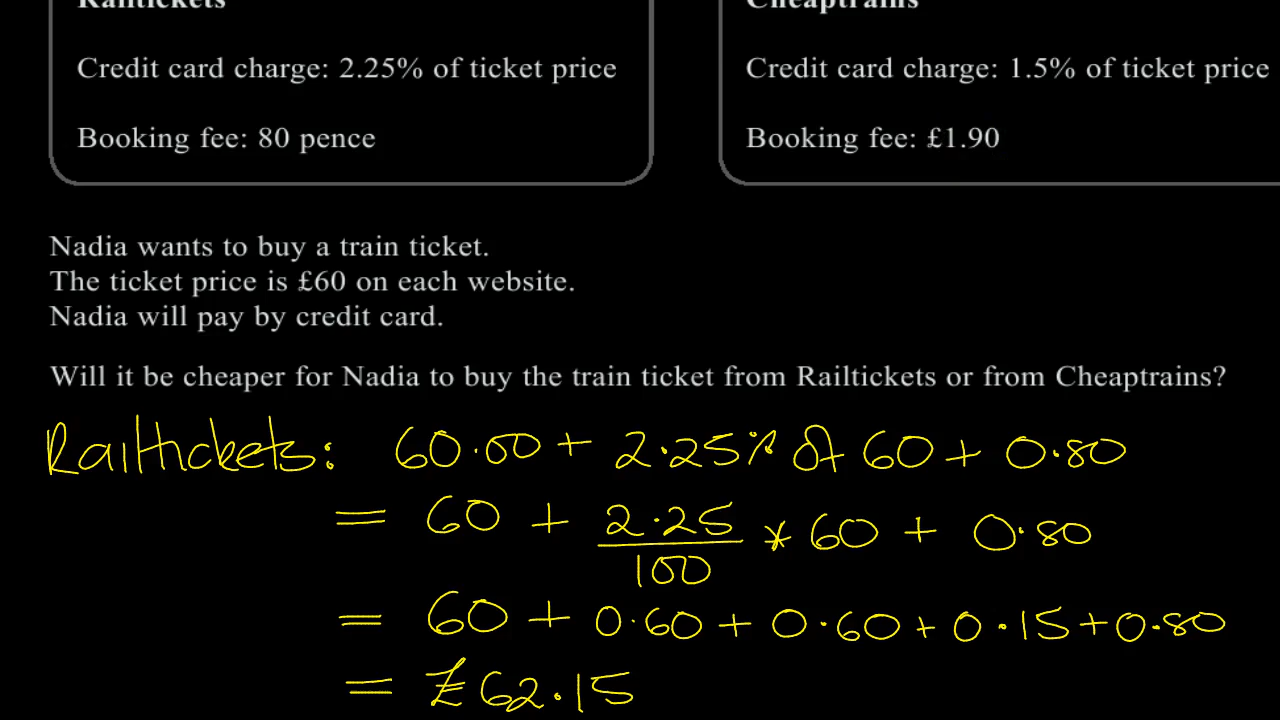 Railtickets
Cheaptrains
Credit card charge: 2.25% of ticket price
Credit card charge: 1.5% of ticket price
Booking fee: 80 pence
Booking fee: £1.90
Nadia wants to buy a train ticket.
The ticket price is £60 on each website.
Nadia will pay by credit card.
Will it be cheaper for Nadia to buy the train ticket from Railtickets or from Cheaptrains?
Railtickets: 60.00 + 2.25% of 60 + 0.80
= 60 + 2.25/100 * 60 + 0.80
= 60 + 0.60 + 0.60 + 0.15 + 0.80
= £62.15